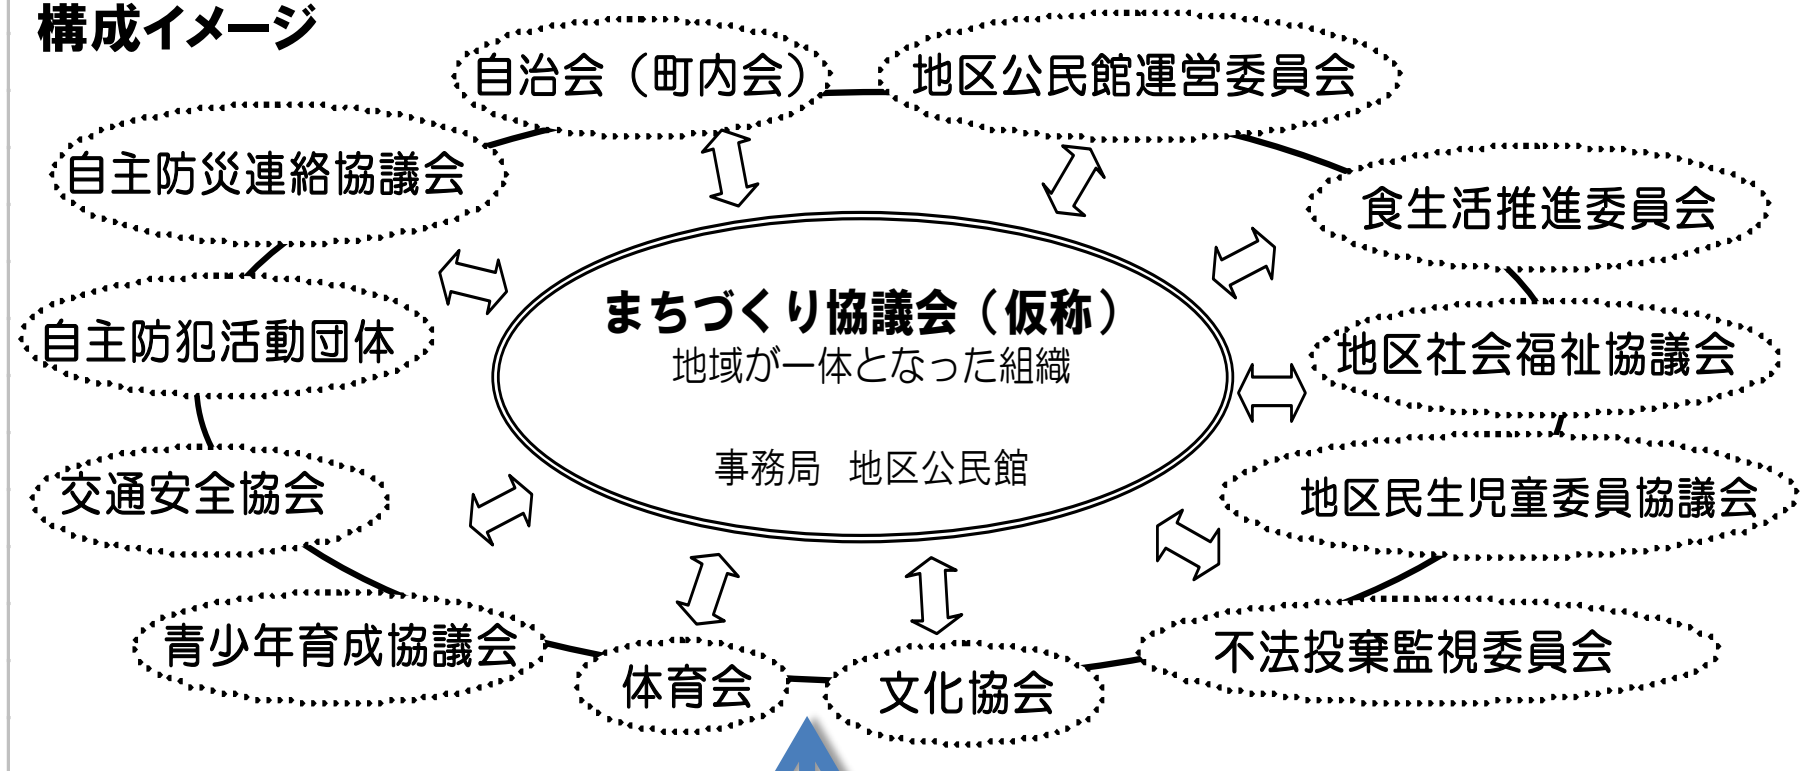 構成イメージ
自治会（町内会）
地区公民館運営委員会
自主防災連絡協議会
食生活推進委員会
まちづくり協議会（仮称）
地域が一体となった組織
事務局　地区公民館
自主防犯活動団体
地区社会福祉協議会
交通安全協会
地区民生児童委員協議会
青少年育成協議会
体育会
文化協会
不法投棄監視委員会